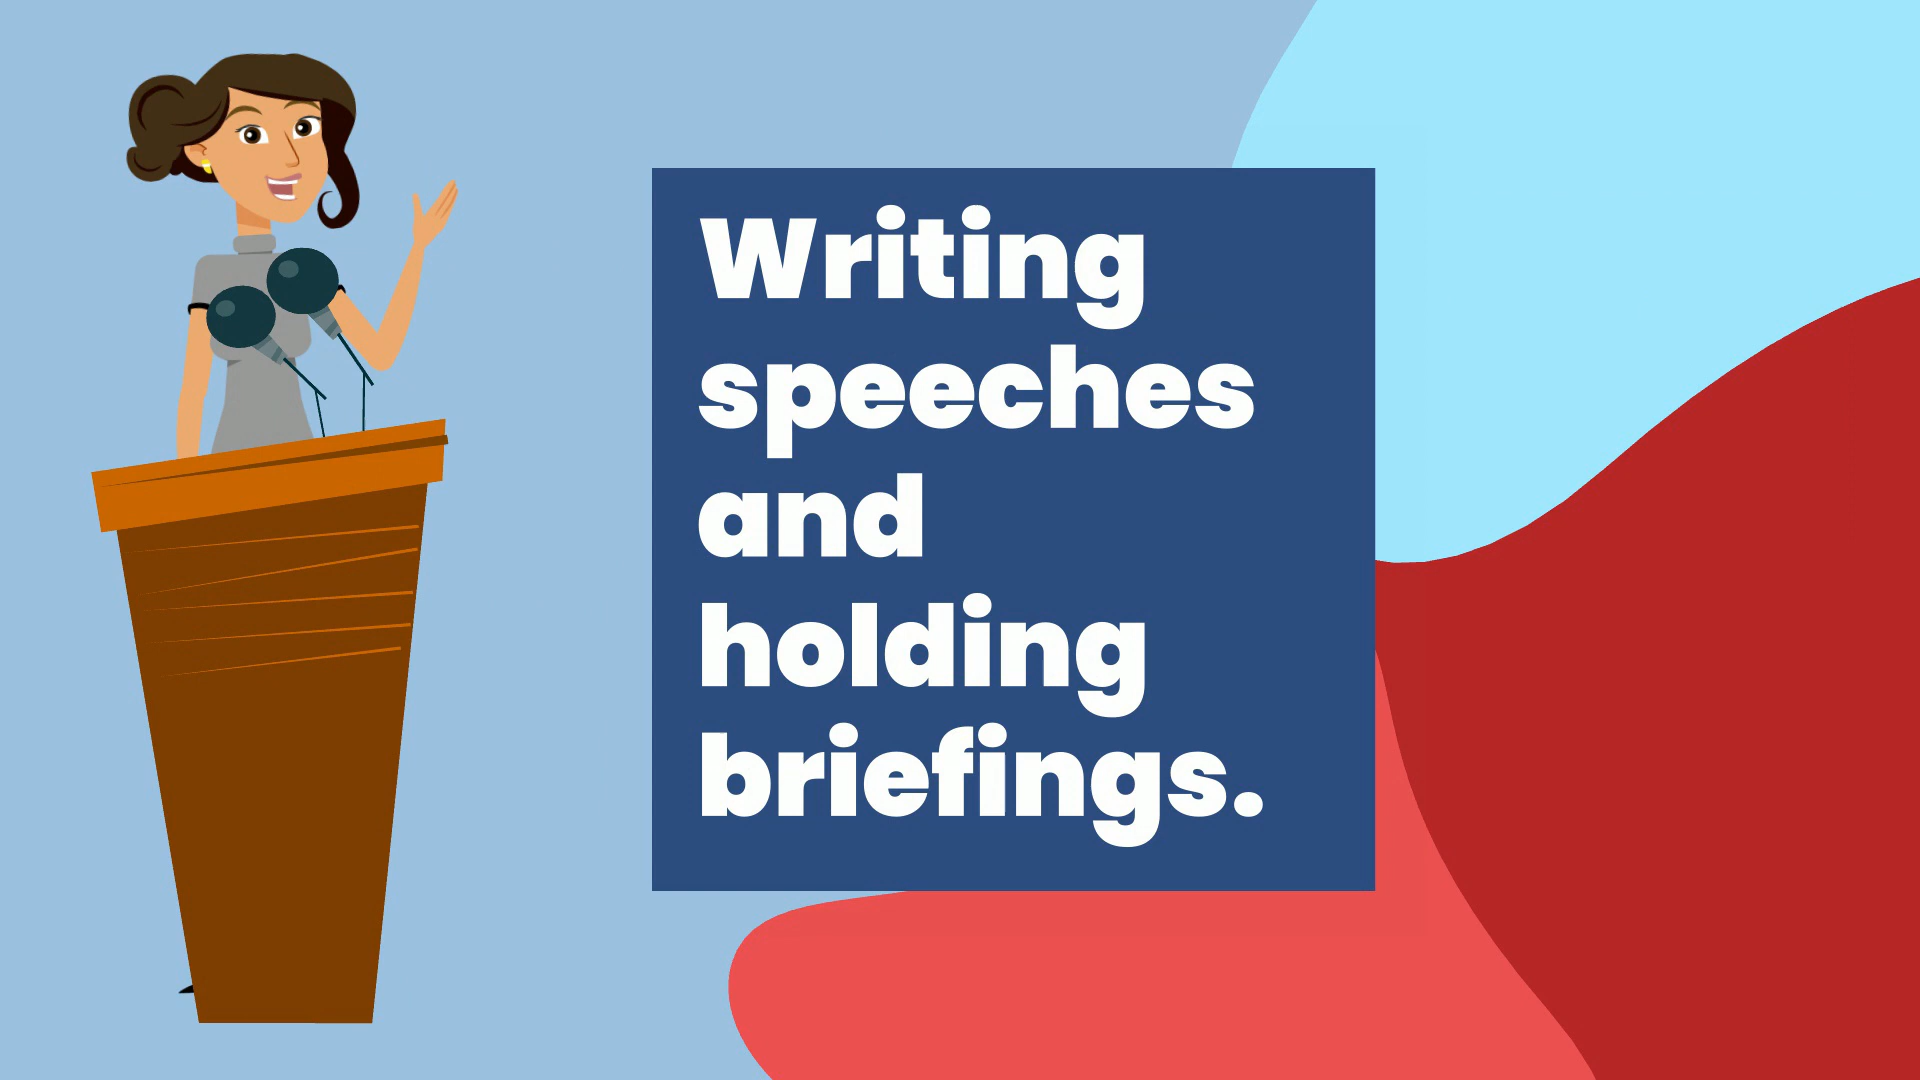 Writing
speeches
and
holding
briefings.